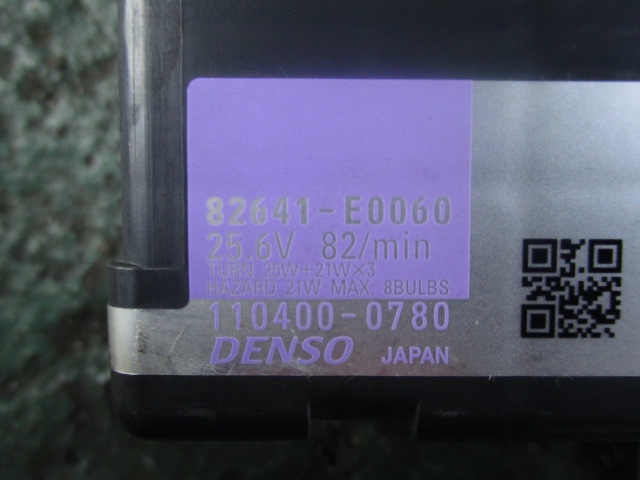 82641-E0060
25.6V 82/min
TURN 25W+21W×3
HAZARD 21W MAX. 8BULBS
110400-0780
DENSO JAPAN